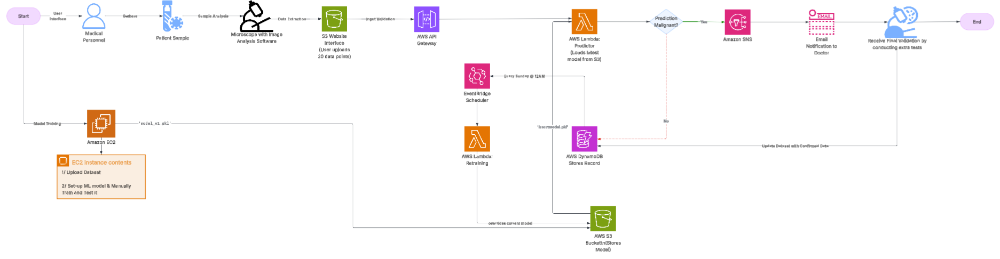 Start
User
Interface
Medical
Personnel
Gathers
Patient Sample
Sample Analysis
Microscope with Image
Analysis Software
Data Extraction
S3 Website
Interface
(User uploads
30 data points)
Input Validation
AWS API
Gateway
AWS Lambda:
Predictor
(Loads latest
model from S3)
Prediction
Malignant?
Yes
Amazon SNS
EMAIL
Email
Notification to
Doctor
Receive Final Validation by
conducting extra tests
End
Every Sunday @ 12AM
EventBridge
Scheduler
Model Training
Amazon EC2
'model_v1.pkl'
'latestmodel.pkl'
No
AWS Lambda:
Retraining
AWS DynamoDB
Stores Record
Update Dataset with Confirmed Data
EC2 instance contents
1/ Upload Dataset
2/ Set-up ML model & Manually
Train and Test it
overrides current model
AWS S3
Bucket\n(Stores
Model)